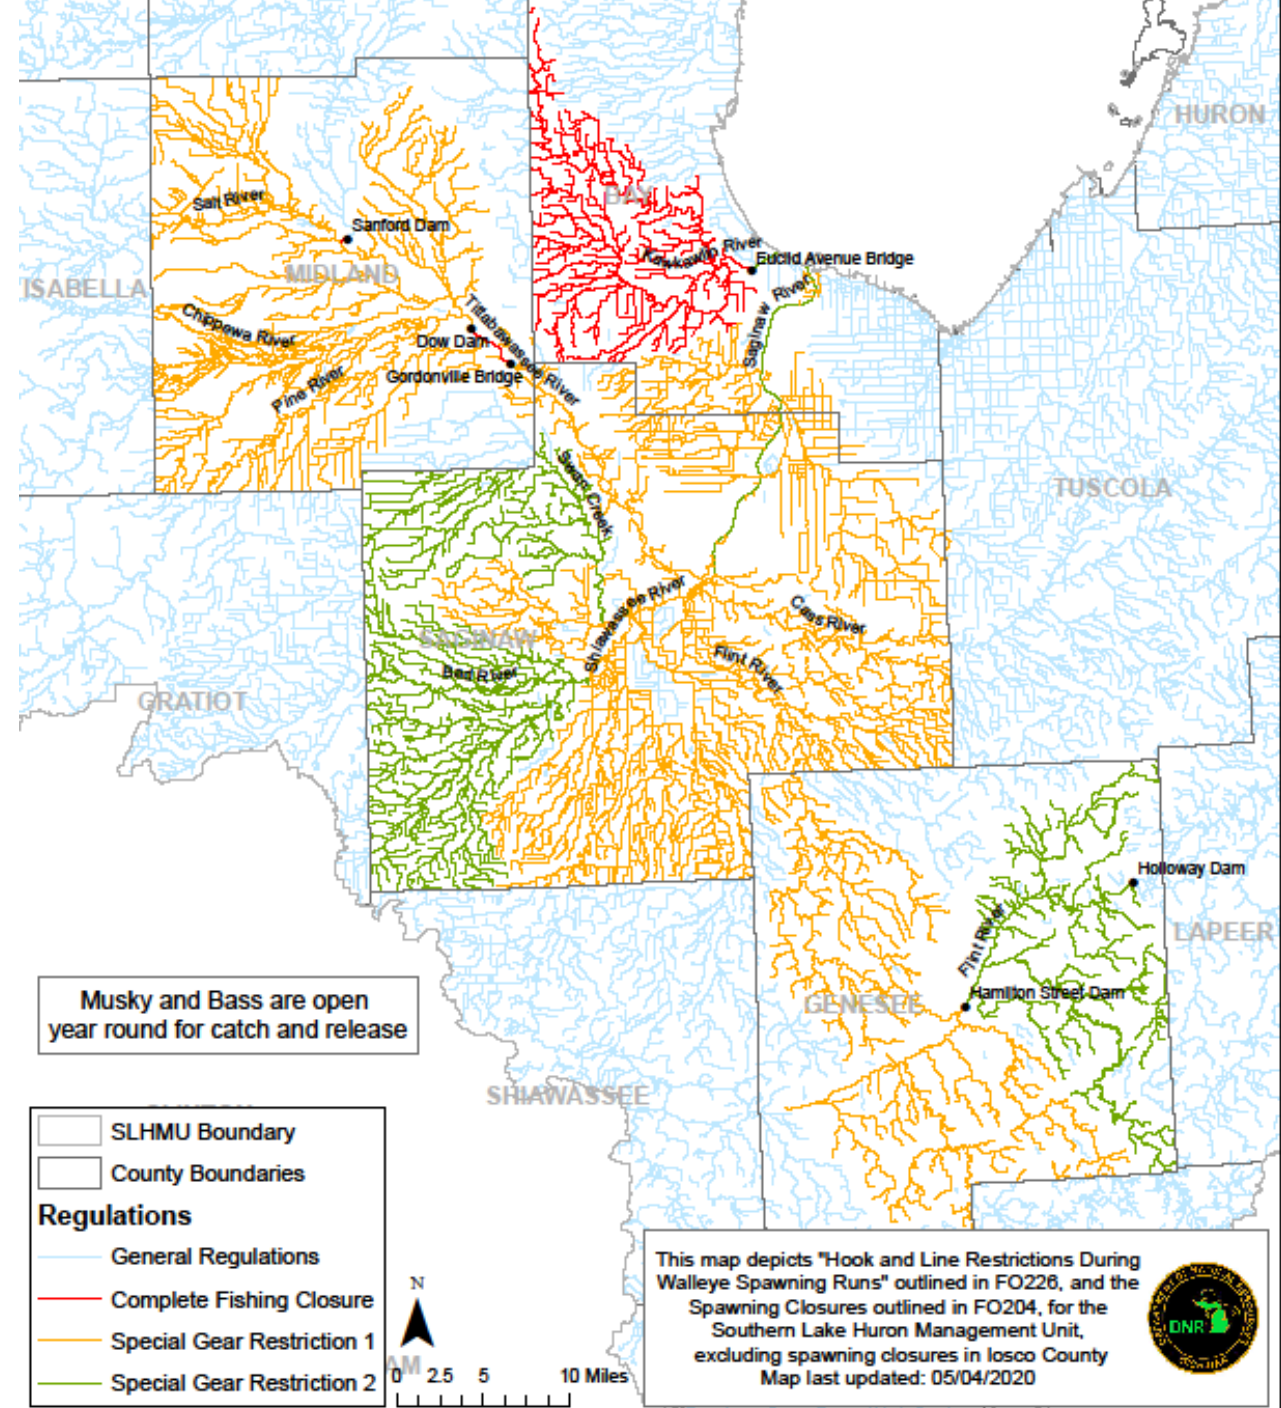 HURON
BAY
Salt River
Sanford Dam
Kawkawlin River
Euclid Avenue Bridge
MIDLAND
ISABELLA
Saginaw River
Chippewa River
Tittabawassee River
Dow Dam
Gordonville Bridge
Pine River
Swan Creek
TUSCOLA
Shiawassee River
Cass River
SAGINAW
Flint River
Bad River
GRATIOT
Holloway Dam
Flint River
LAPEER
Hamilton Street Dam
GENESEE
Musky and Bass are open
year round for catch and release
SHIAWASSEE
SLHMU Boundary
County Boundaries
Regulations
General Regulations
Complete Fishing Closure
Special Gear Restriction 1
Special Gear Restriction 2
N
AM
0 2.5 5 10 Miles
This map depicts "Hook and Line Restrictions During
Walleye Spawning Runs" outlined in FO226, and the
Spawning Closures outlined in FO204, for the
Southern Lake Huron Management Unit,
excluding spawning closures in Iosco County
Map last updated: 05/04/2020
DNR